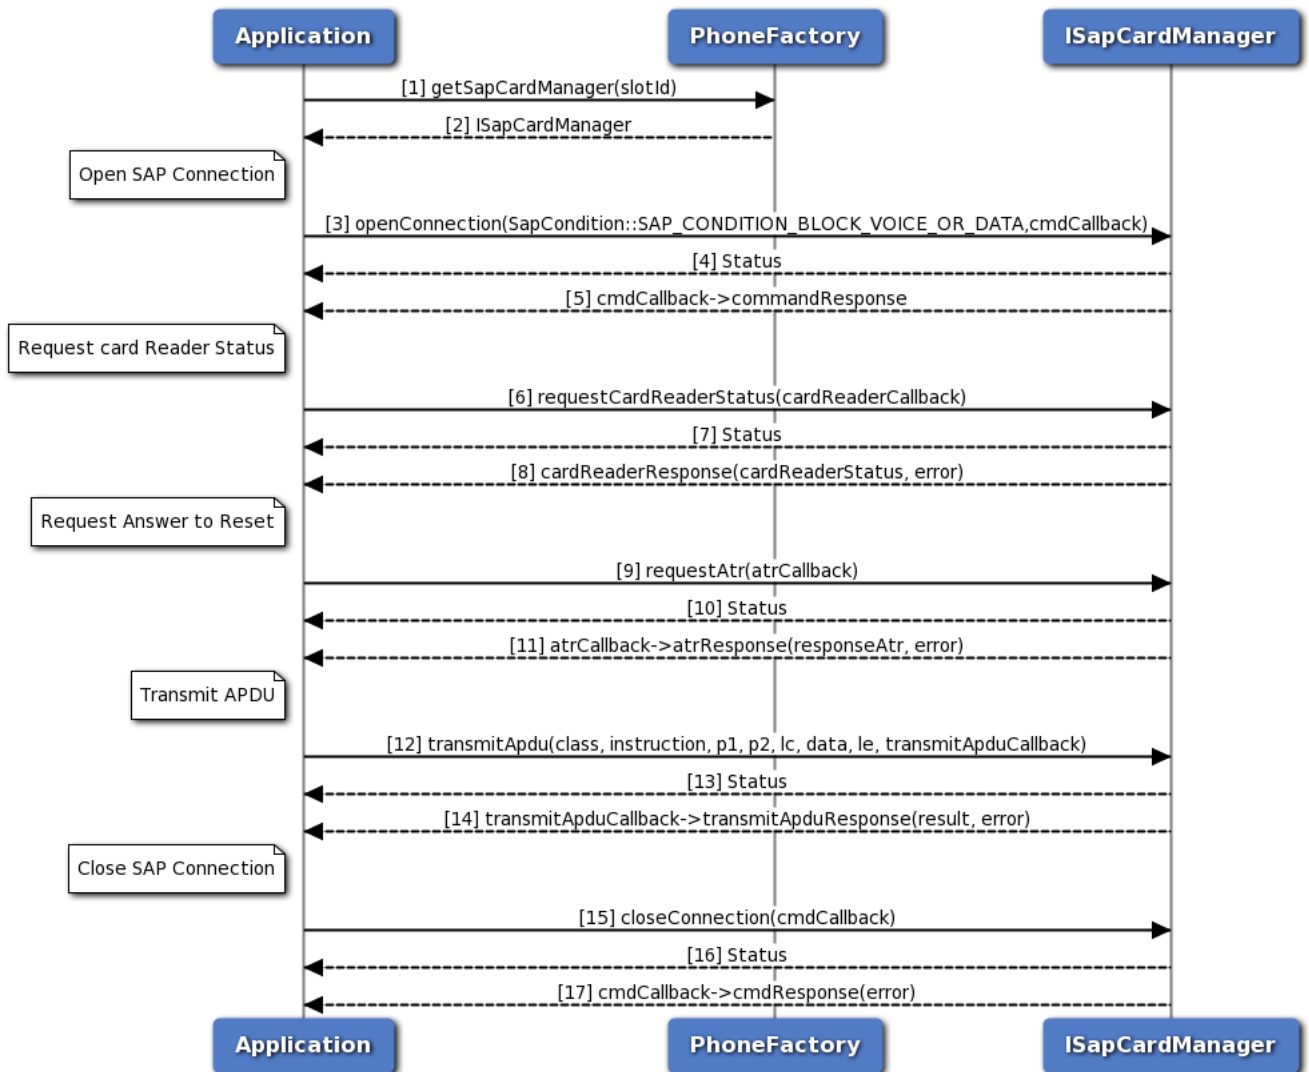 Application
PhoneFactory
ISapCardManager
[1] getSapCardManager(slotId)
[2] ISapCardManager
Open SAP Connection
[3] openConnection(SapCondition::SAP_CONDITION_BLOCK_VOICE_OR_DATA,cmdCallback)
[4] Status
[5] cmdCallback->commandResponse
Request card Reader Status
[6] requestCardReaderStatus(cardReaderCallback)
[7] Status
[8] cardReaderResponse(cardReaderStatus, error)
Request Answer to Reset
[9] requestAtr(atrCallback)
[10] Status
[11] atrCallback->atrResponse(responseAtr, error)
Transmit APDU
[12] transmitApdu(class, instruction, p1, p2, lc, data, le, transmitApduCallback)
[13] Status
[14] transmitApduCallback->transmitApduResponse(result, error)
Close SAP Connection
[15] closeConnection(cmdCallback)
[16] Status
[17] cmdCallback->cmdResponse(error)
Application
PhoneFactory
ISapCardManager